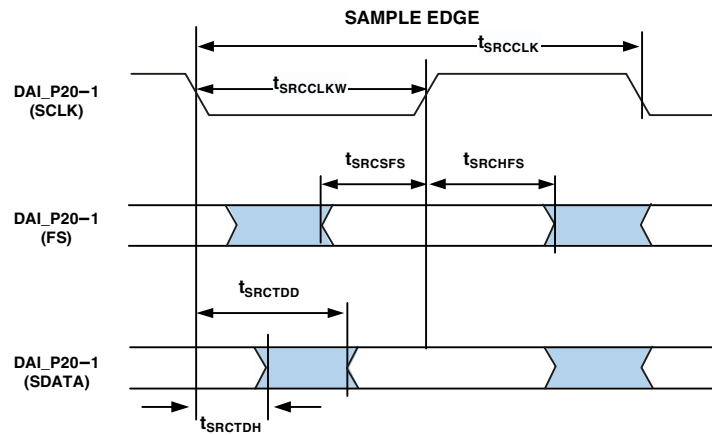 SAMPLE EDGE
tSRCCLK
DAI_P20–1
(SCLK)
tSRCCLKW
tSRCSFS
tSRCHFS
DAI_P20–1
(FS)
tSRCTDD
DAI_P20–1
(SDATA)
tSRCTDH